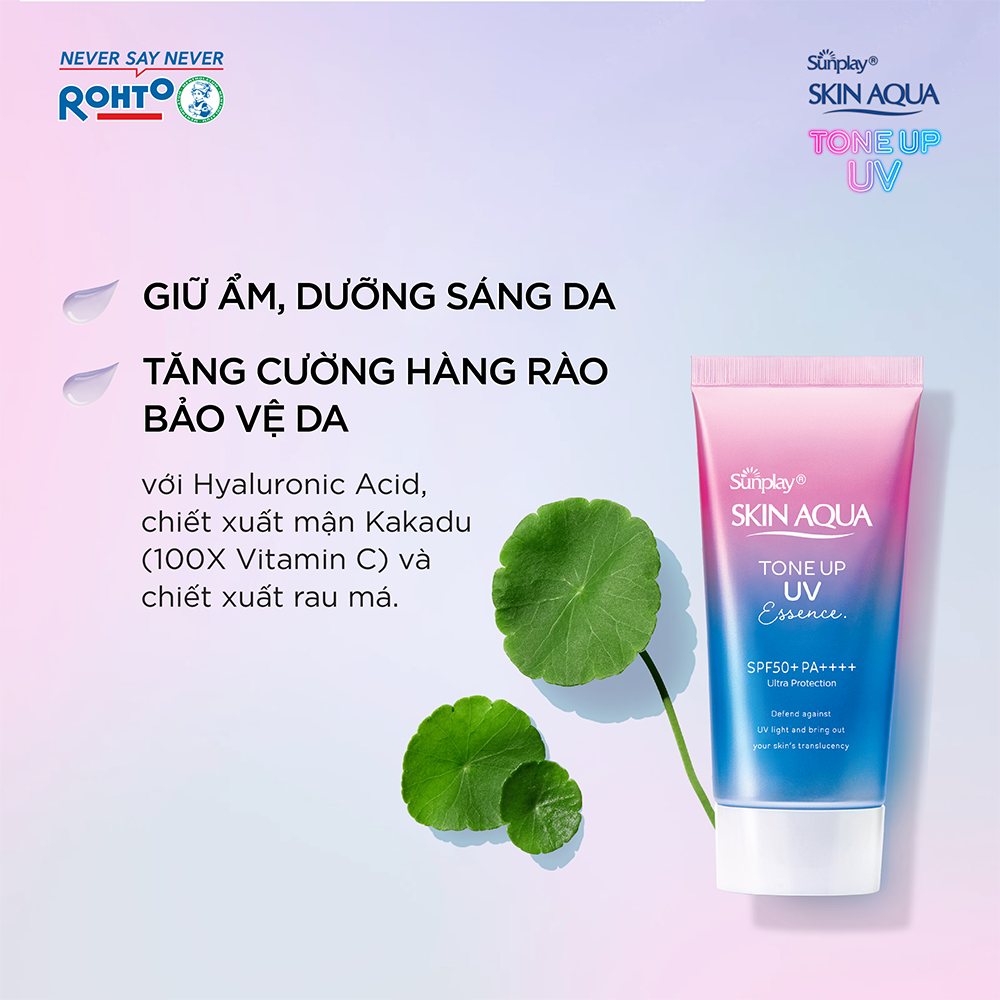 NEVER SAY NEVER
ROHTO
Sunplay®
SKIN AQUA
TONE UP
UV
GIỮ ẨM, DƯỠNG SÁNG DA
TĂNG CƯỜNG HÀNG RÀO
BẢO VỆ DA
với Hyaluronic Acid,
chiết xuất mận Kakadu
(100X Vitamin C) và
chiết xuất rau má.
Sunplay®
SKIN AQUA
TONE UP
UV
Essence.
SPF50+ PA++++
Ultra Protection
Defend against
UV light and bring out
your skin's translucency